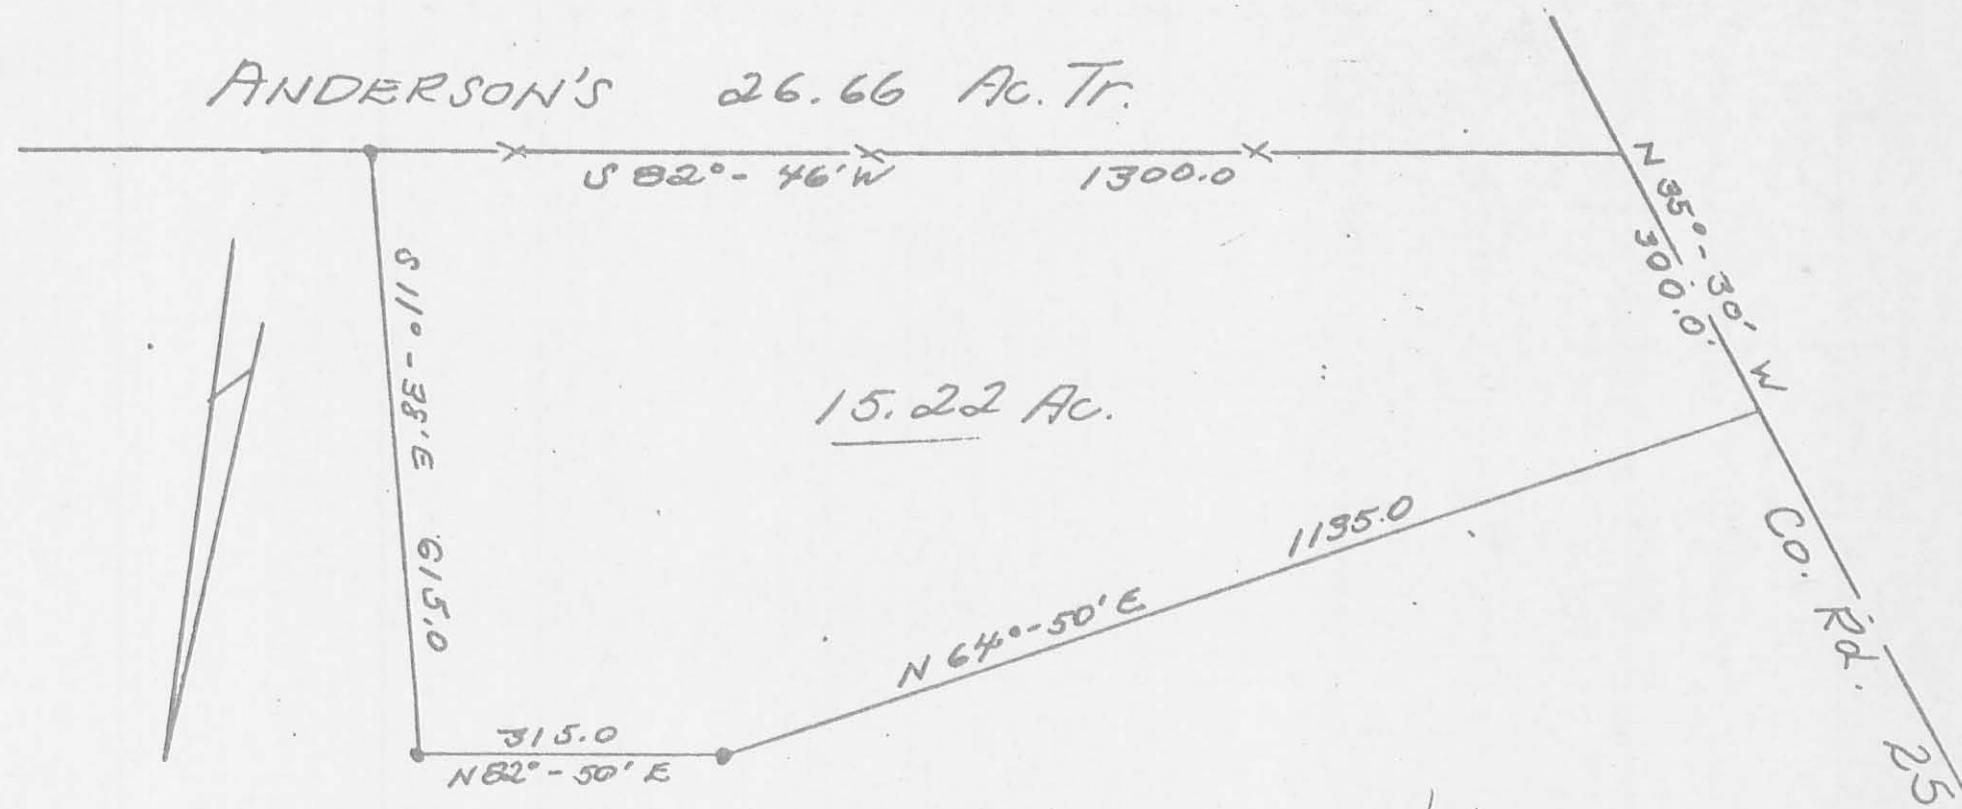 ANDERSON'S 26.66 Ac. Tr.
S 82°- 46' W 1300.0
N 35°- 30' W
300.0'
S 11°- 38' E 615.0
15.22 Ac.
1135.0
N 64°- 50' E
315.0
N 82°- 50' E
Co. Rd. 25